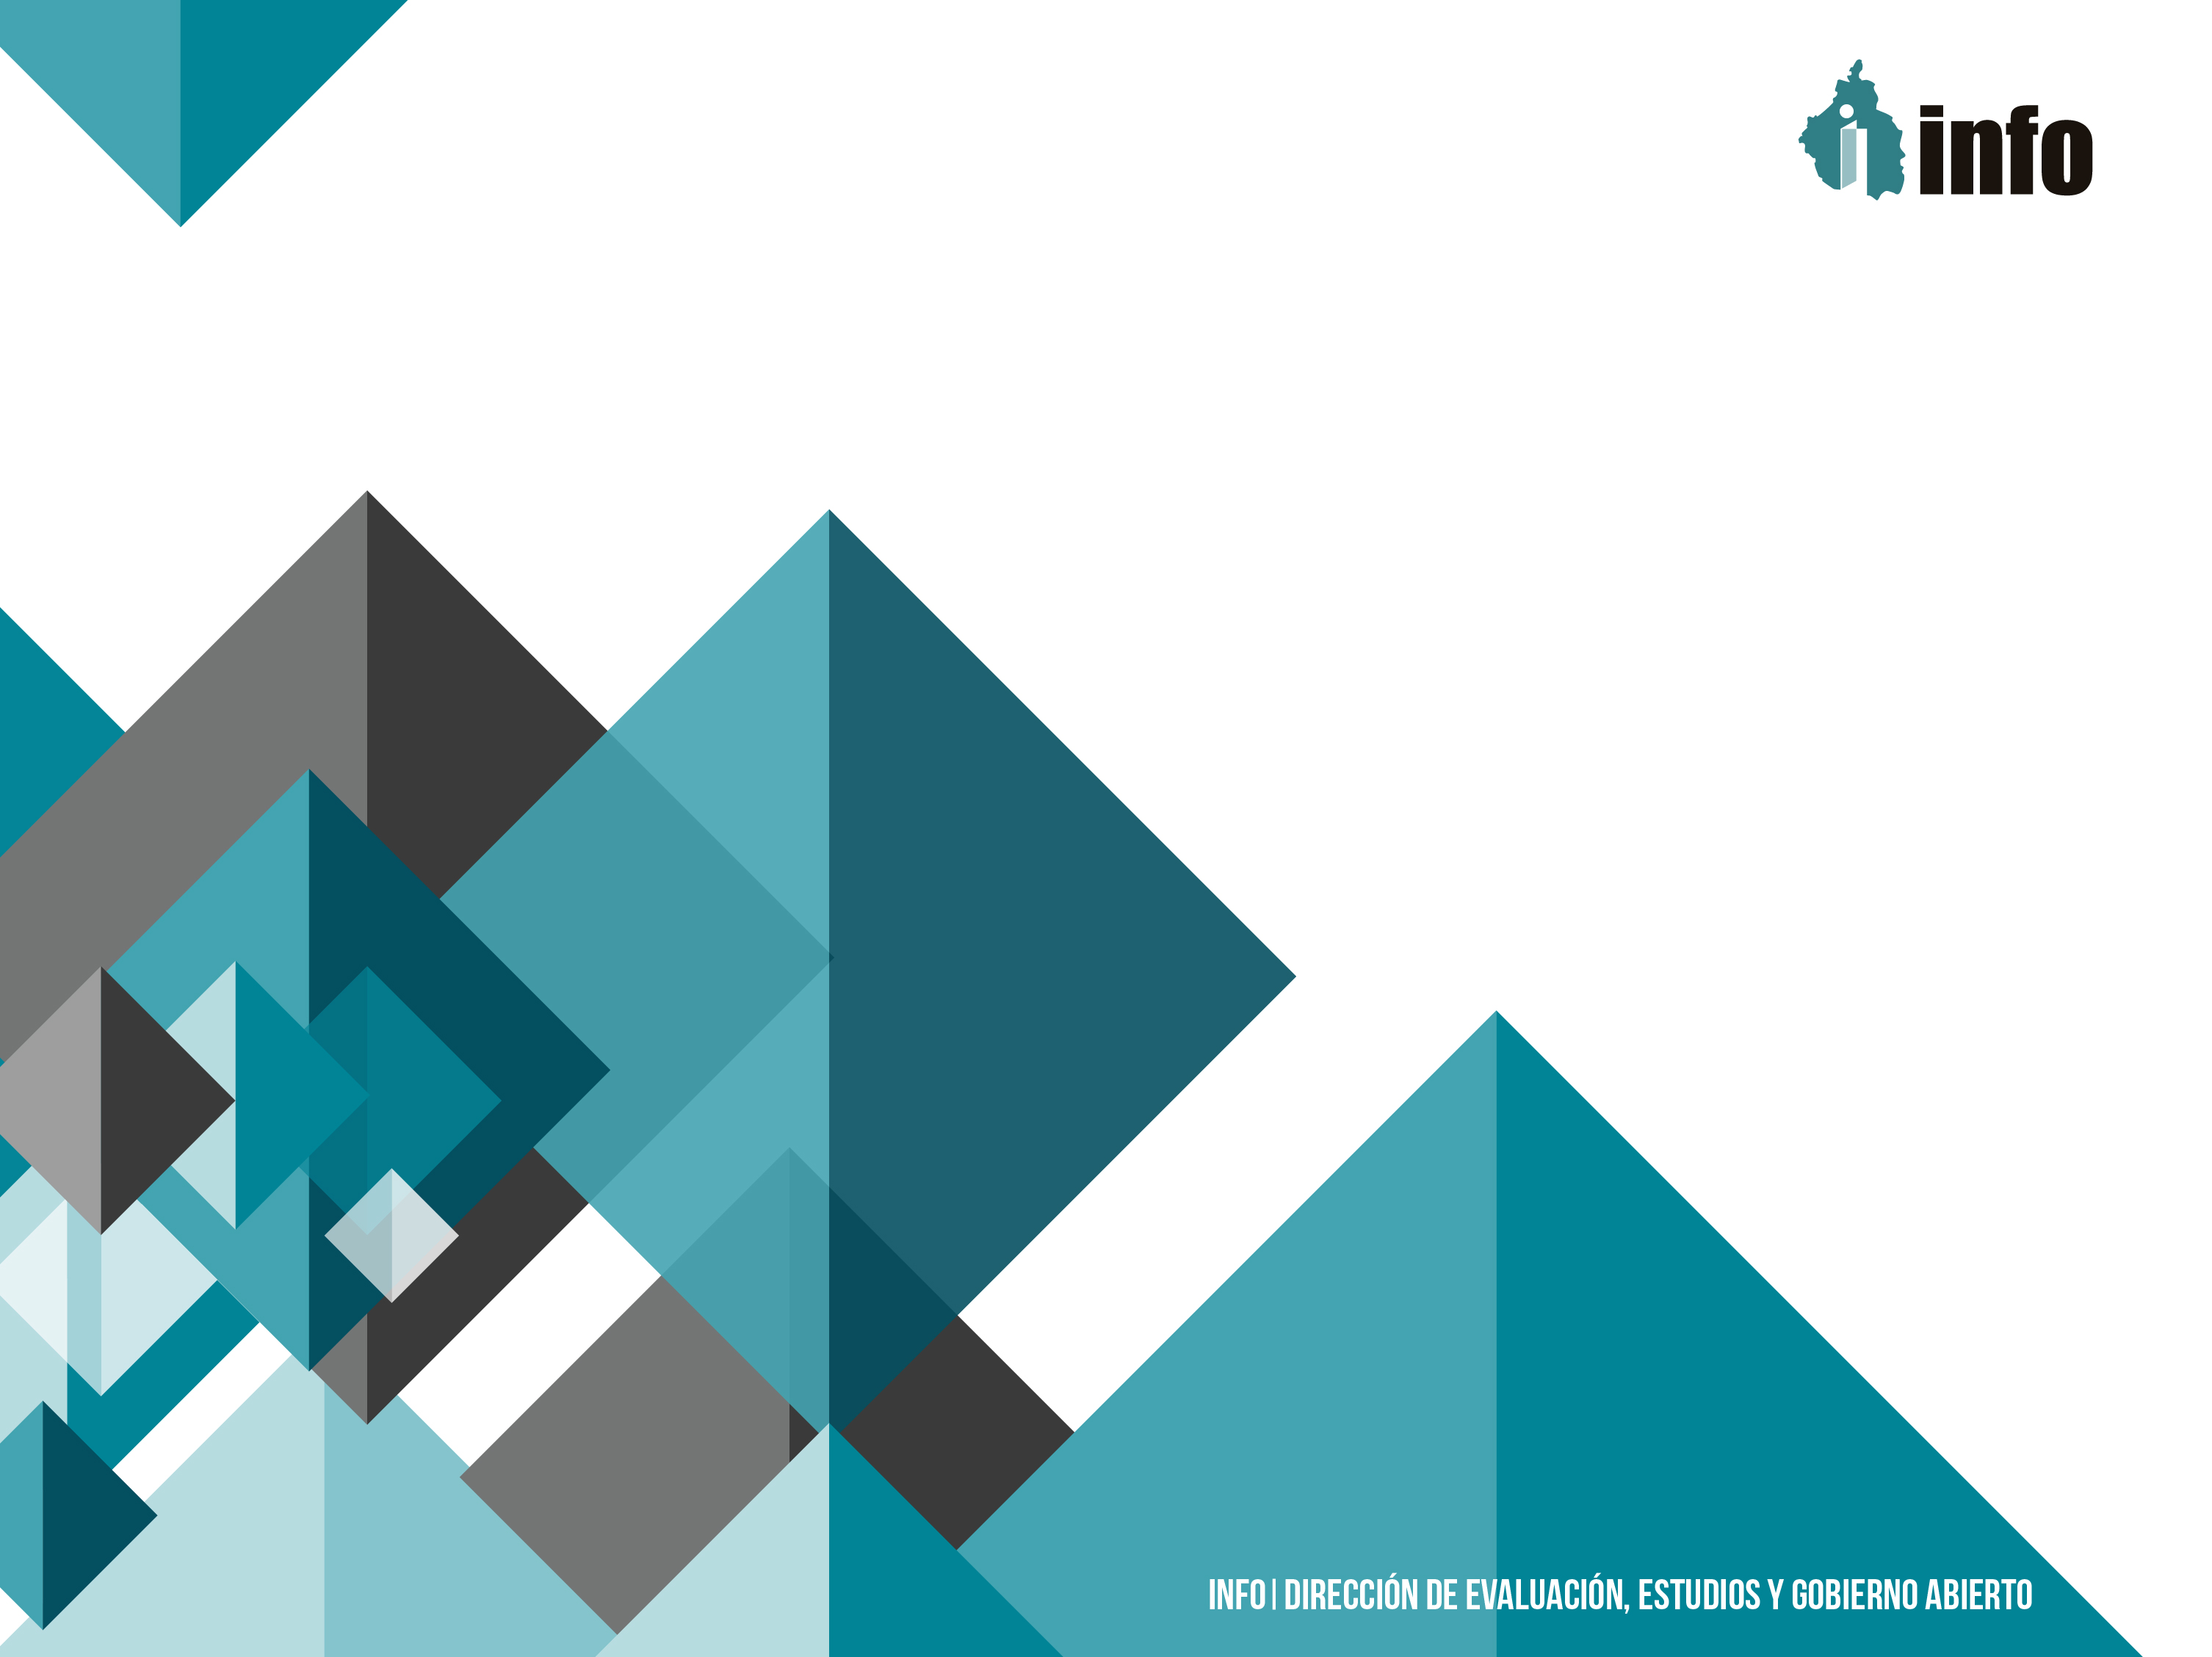 info
INFO | DIRECCIÓN DE EVALUACIÓN, ESTUDIOS Y GOBIERNO ABIERTO